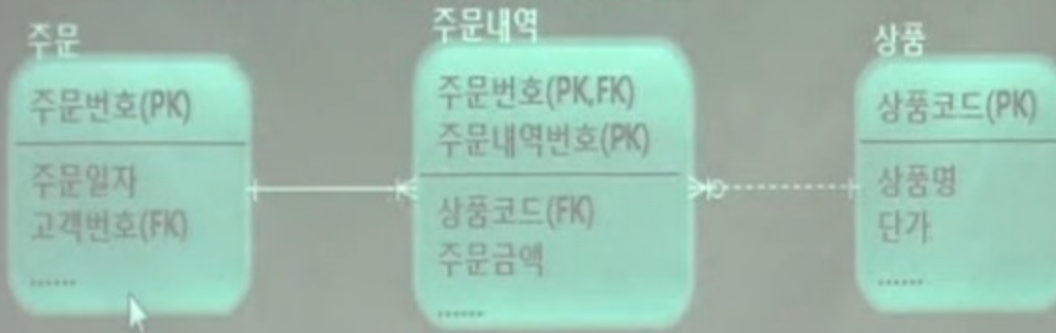 주문
주문번호(PK)
주문일자
고객번호(FK)
......
주문내역
주문번호(PK,FK)
주문내역번호(PK)
상품코드(FK)
주문금액
......
상품
상품코드(PK)
상품명
단가
......